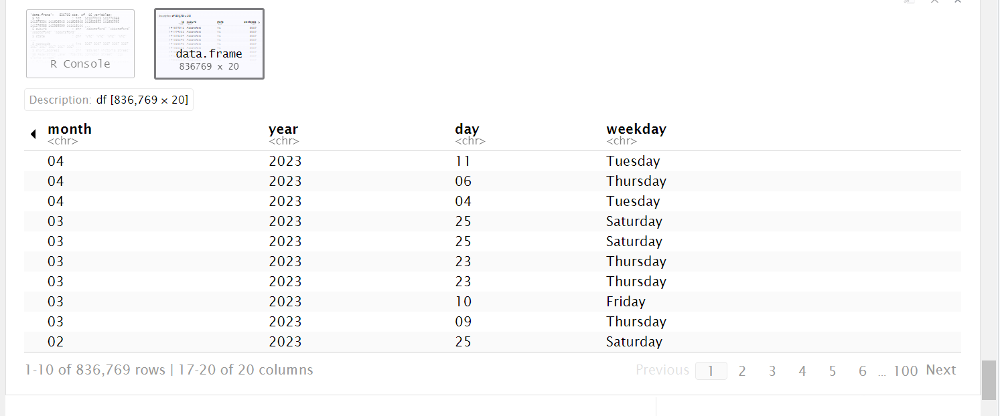 R Console
data.frame
836769 x 20
Description: df [836,769 × 20]
month year day weekday
<chr> <chr> <chr> <chr>
04 2023 11 Tuesday
04 2023 06 Thursday
04 2023 04 Tuesday
03 2023 25 Saturday
03 2023 25 Saturday
03 2023 23 Thursday
03 2023 23 Thursday
03 2023 10 Friday
03 2023 09 Thursday
02 2023 25 Saturday
1-10 of 836,769 rows | 17-20 of 20 columns Previous 1 2 3 4 5 6 ... 100 Next